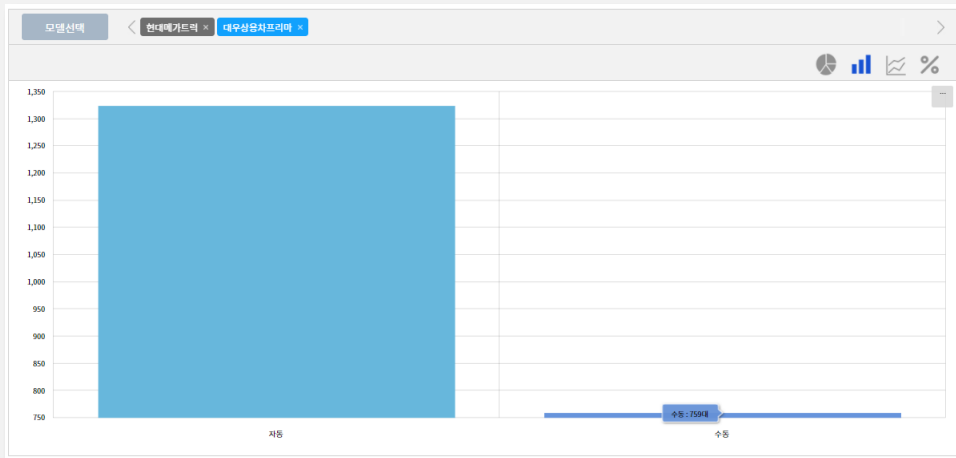 모델선택
현대메가트럭 ×
대우상용차프리마 ×
1,350
1,300
1,250
1,200
1,150
1,100
1,050
1,000
950
900
850
800
750
수동 : 759대
자동
수동